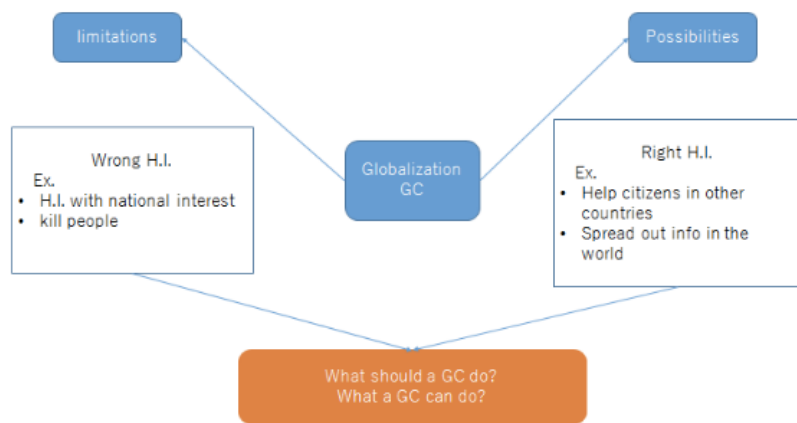 limitations
Possibilities
Globalization
GC
Wrong H.I.
Ex.
• H.I. with national interest
• kill people
Right H.I.
Ex.
• Help citizens in other
countries
• Spread out info in the
world
What should a GC do?
What a GC can do?